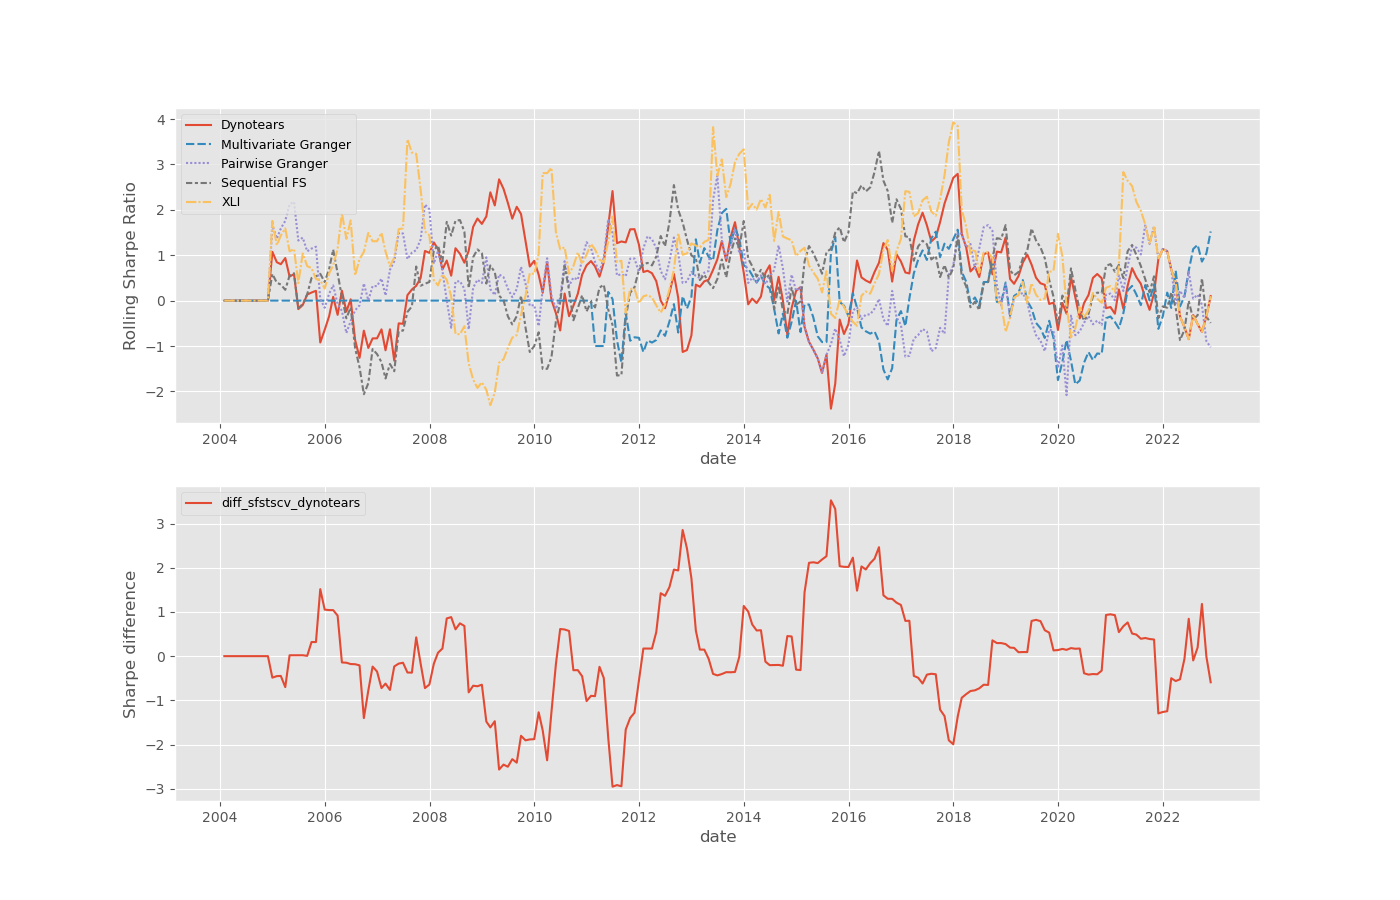 Rolling Sharpe Ratio
4
3
2
1
0
−1
−2
Dynotears
Multivariate Granger
Pairwise Granger
Sequential FS
XLI
2004 2006 2008 2010 2012 2014 2016 2018 2020 2022
date
Sharpe difference
3
2
1
0
−1
−2
−3
diff_sfstscv_dynotears
2004 2006 2008 2010 2012 2014 2016 2018 2020 2022
date